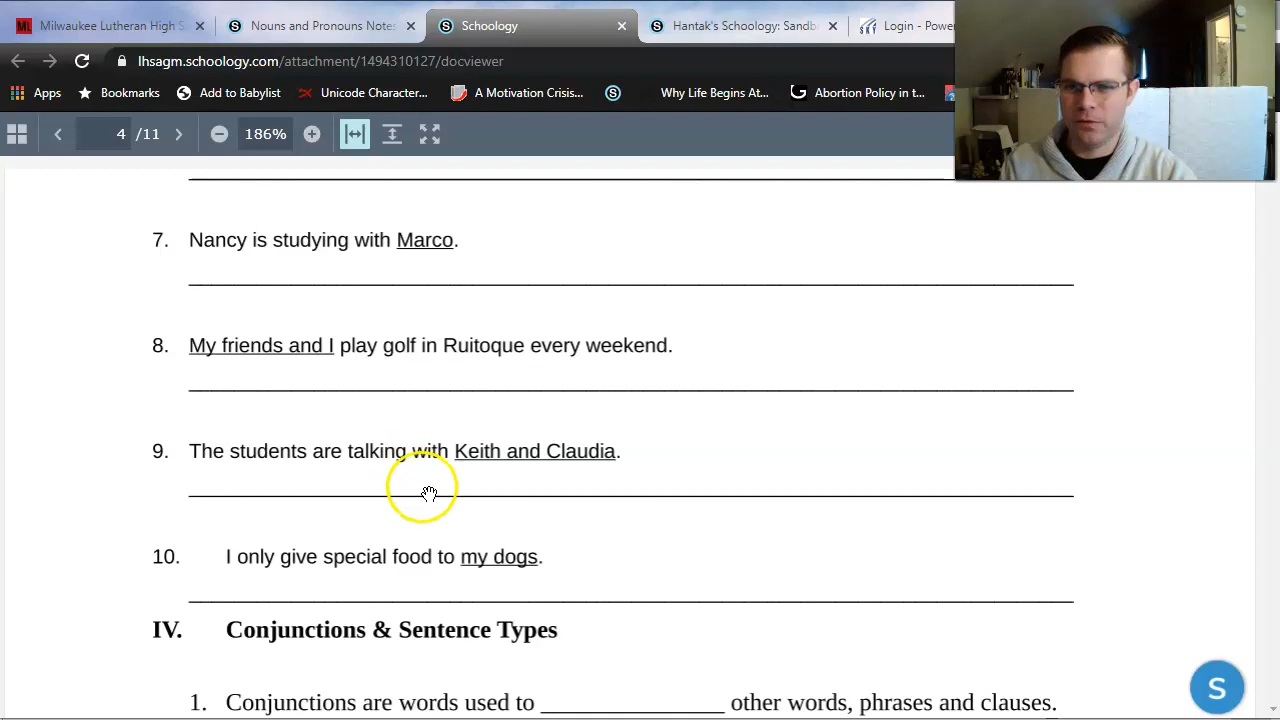 ML Milwaukee Lutheran High S
S Nouns and Pronouns Notes
S Schoology
S Hantak's Schoology: Sandb
Login - Powe
lhsagm.schoology.com/attachment/1494310127/docviewer
Apps
Bookmarks
Add to Babylist
Unicode Character...
A Motivation Crisis...
S
Why Life Begins At...
Abortion Policy in t...
4 /11
186%
7. Nancy is studying with Marco.
8. My friends and I play golf in Ruitoque every weekend.
9. The students are talking with Keith and Claudia.
10. I only give special food to my dogs.
IV. Conjunctions & Sentence Types
1. Conjunctions are words used to _______________ other words, phrases and clauses.
S